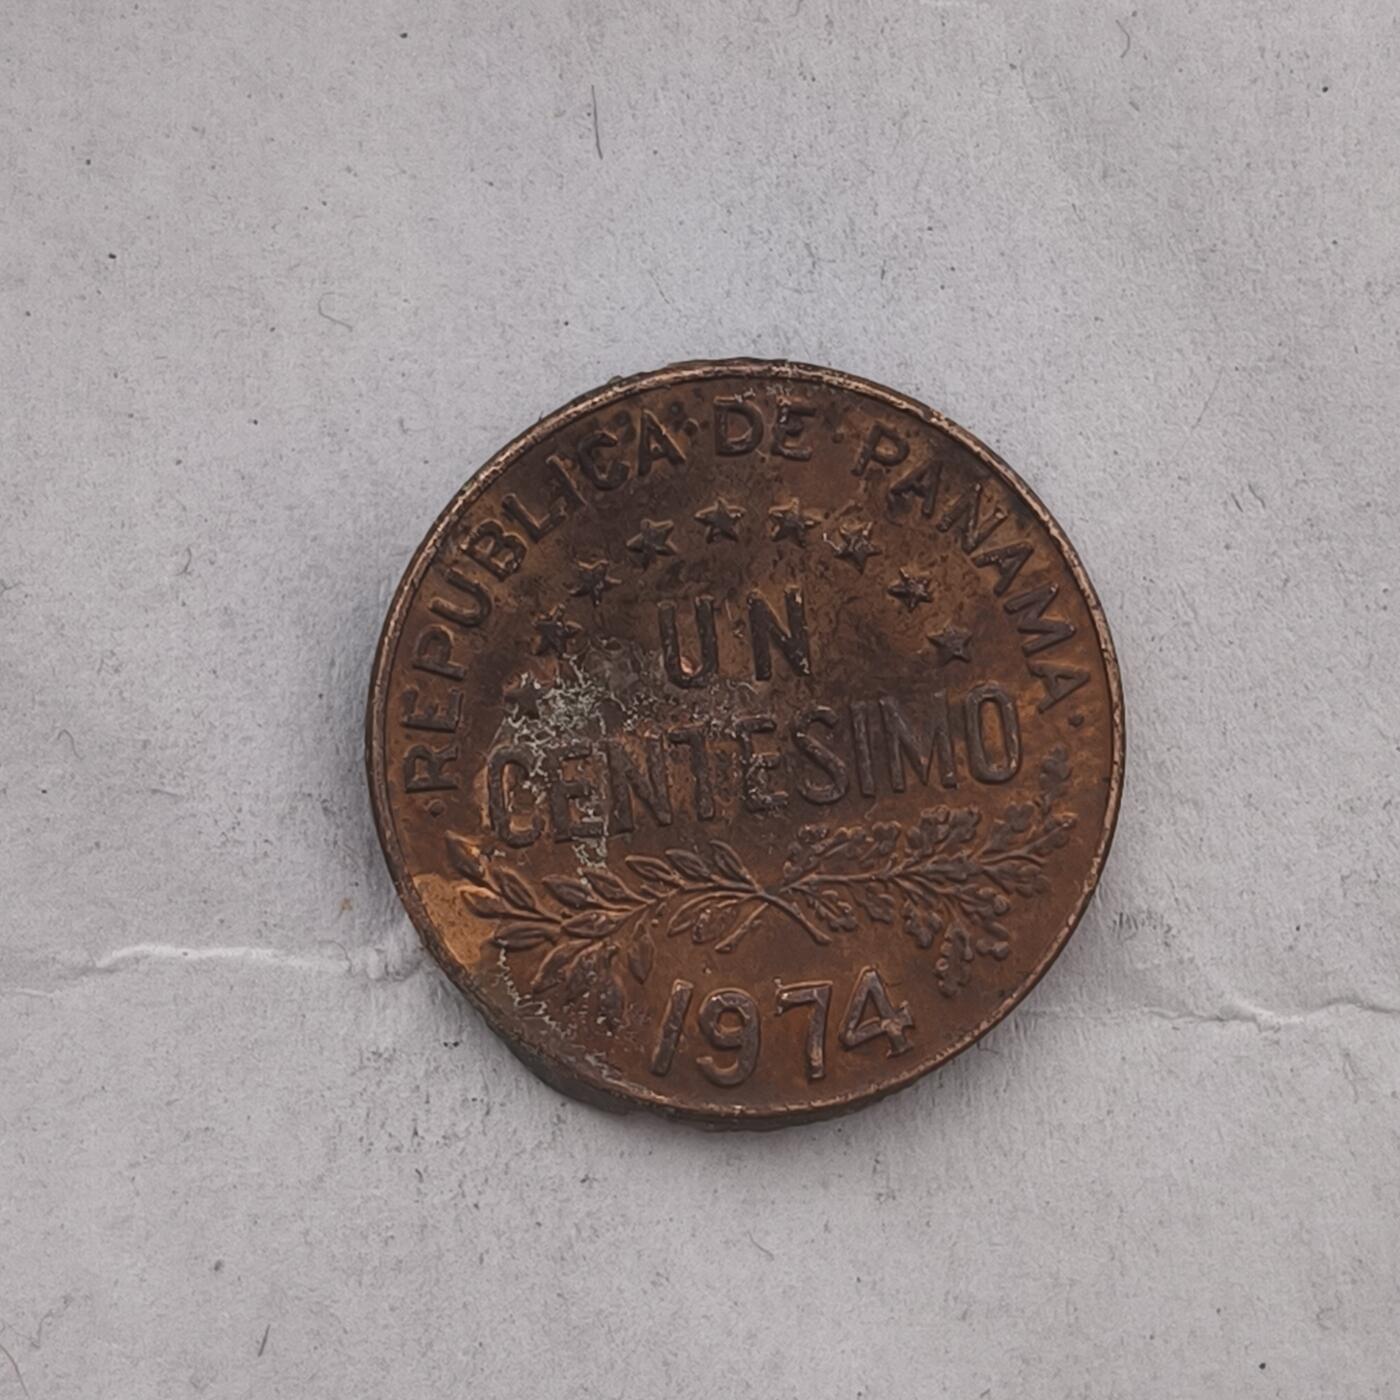 ·REPUBLICA DE PANAMA·
UN
CENTESIMO
1974